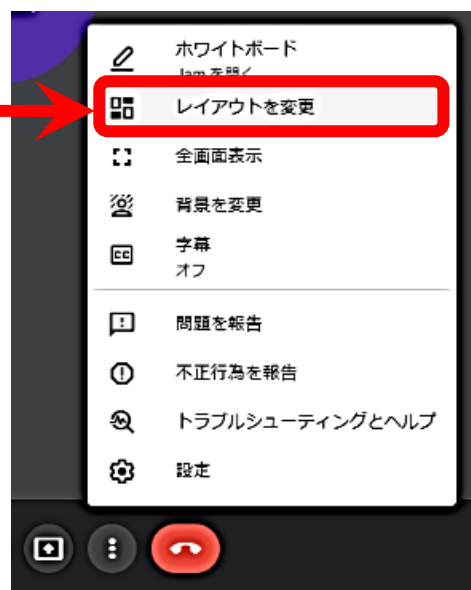 ホワイトボード
Jam を開く
レイアウトを変更
全画面表示
背景を変更
CC
字幕
オフ
問題を報告
不正行為を報告
トラブルシューティングとヘルプ
設定